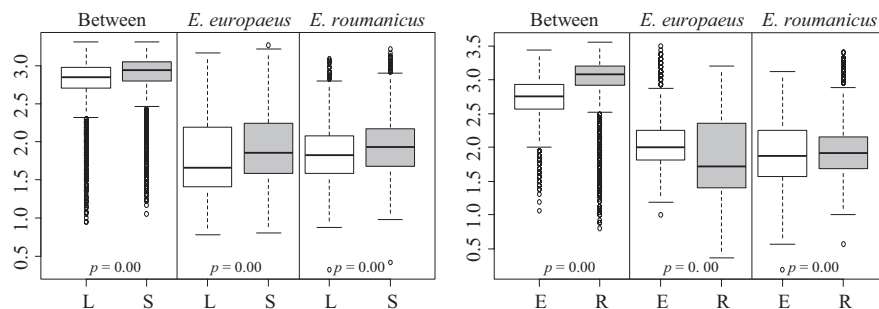 Between E. europaeus E. roumanicus
3.0
2.5
2.0
1.5
1.0
0.5
p = 0.00 p = 0.00 p = 0.00
L S L S L S
Between E. europaeus E. roumanicus
3.5
3.0
2.5
2.0
1.5
1.0
0.5
p = 0.00 p = 0. 00 p = 0.00
E R E R E R